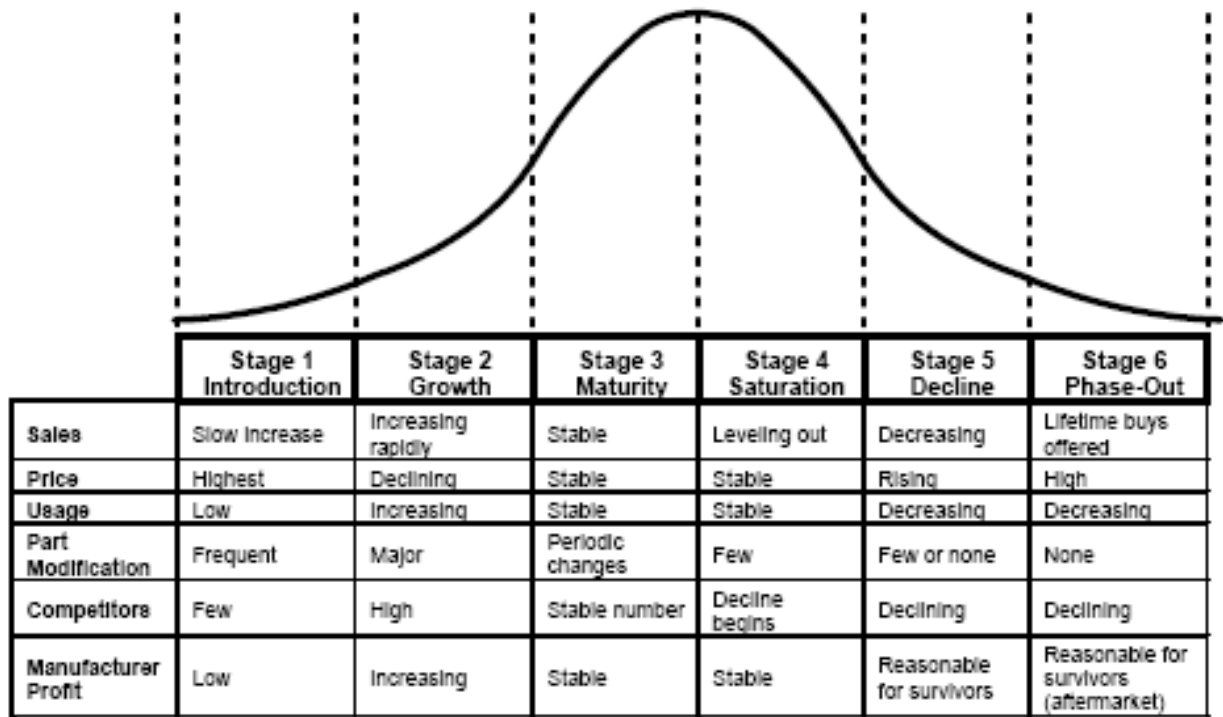 Stage 1 Stage 2 Stage 3 Stage 4 Stage 5 Stage 6
Introduction Growth Maturity Saturation Decline Phase-Out
Sales Slow increase Increasing rapidly Stable Leveling out Decreasing Lifetime buys offered
Price Highest Declining Stable Stable Rising High
Usage Low Increasing Stable Stable Decreasing Decreasing
Part Modification Frequent Major Periodic changes Few Few or none None
Competitors Few High Stable number Decline begins Declining Declining
Manufacturer Profit Low Increasing Stable Stable Reasonable for survivors Reasonable for survivors (aftermarket)